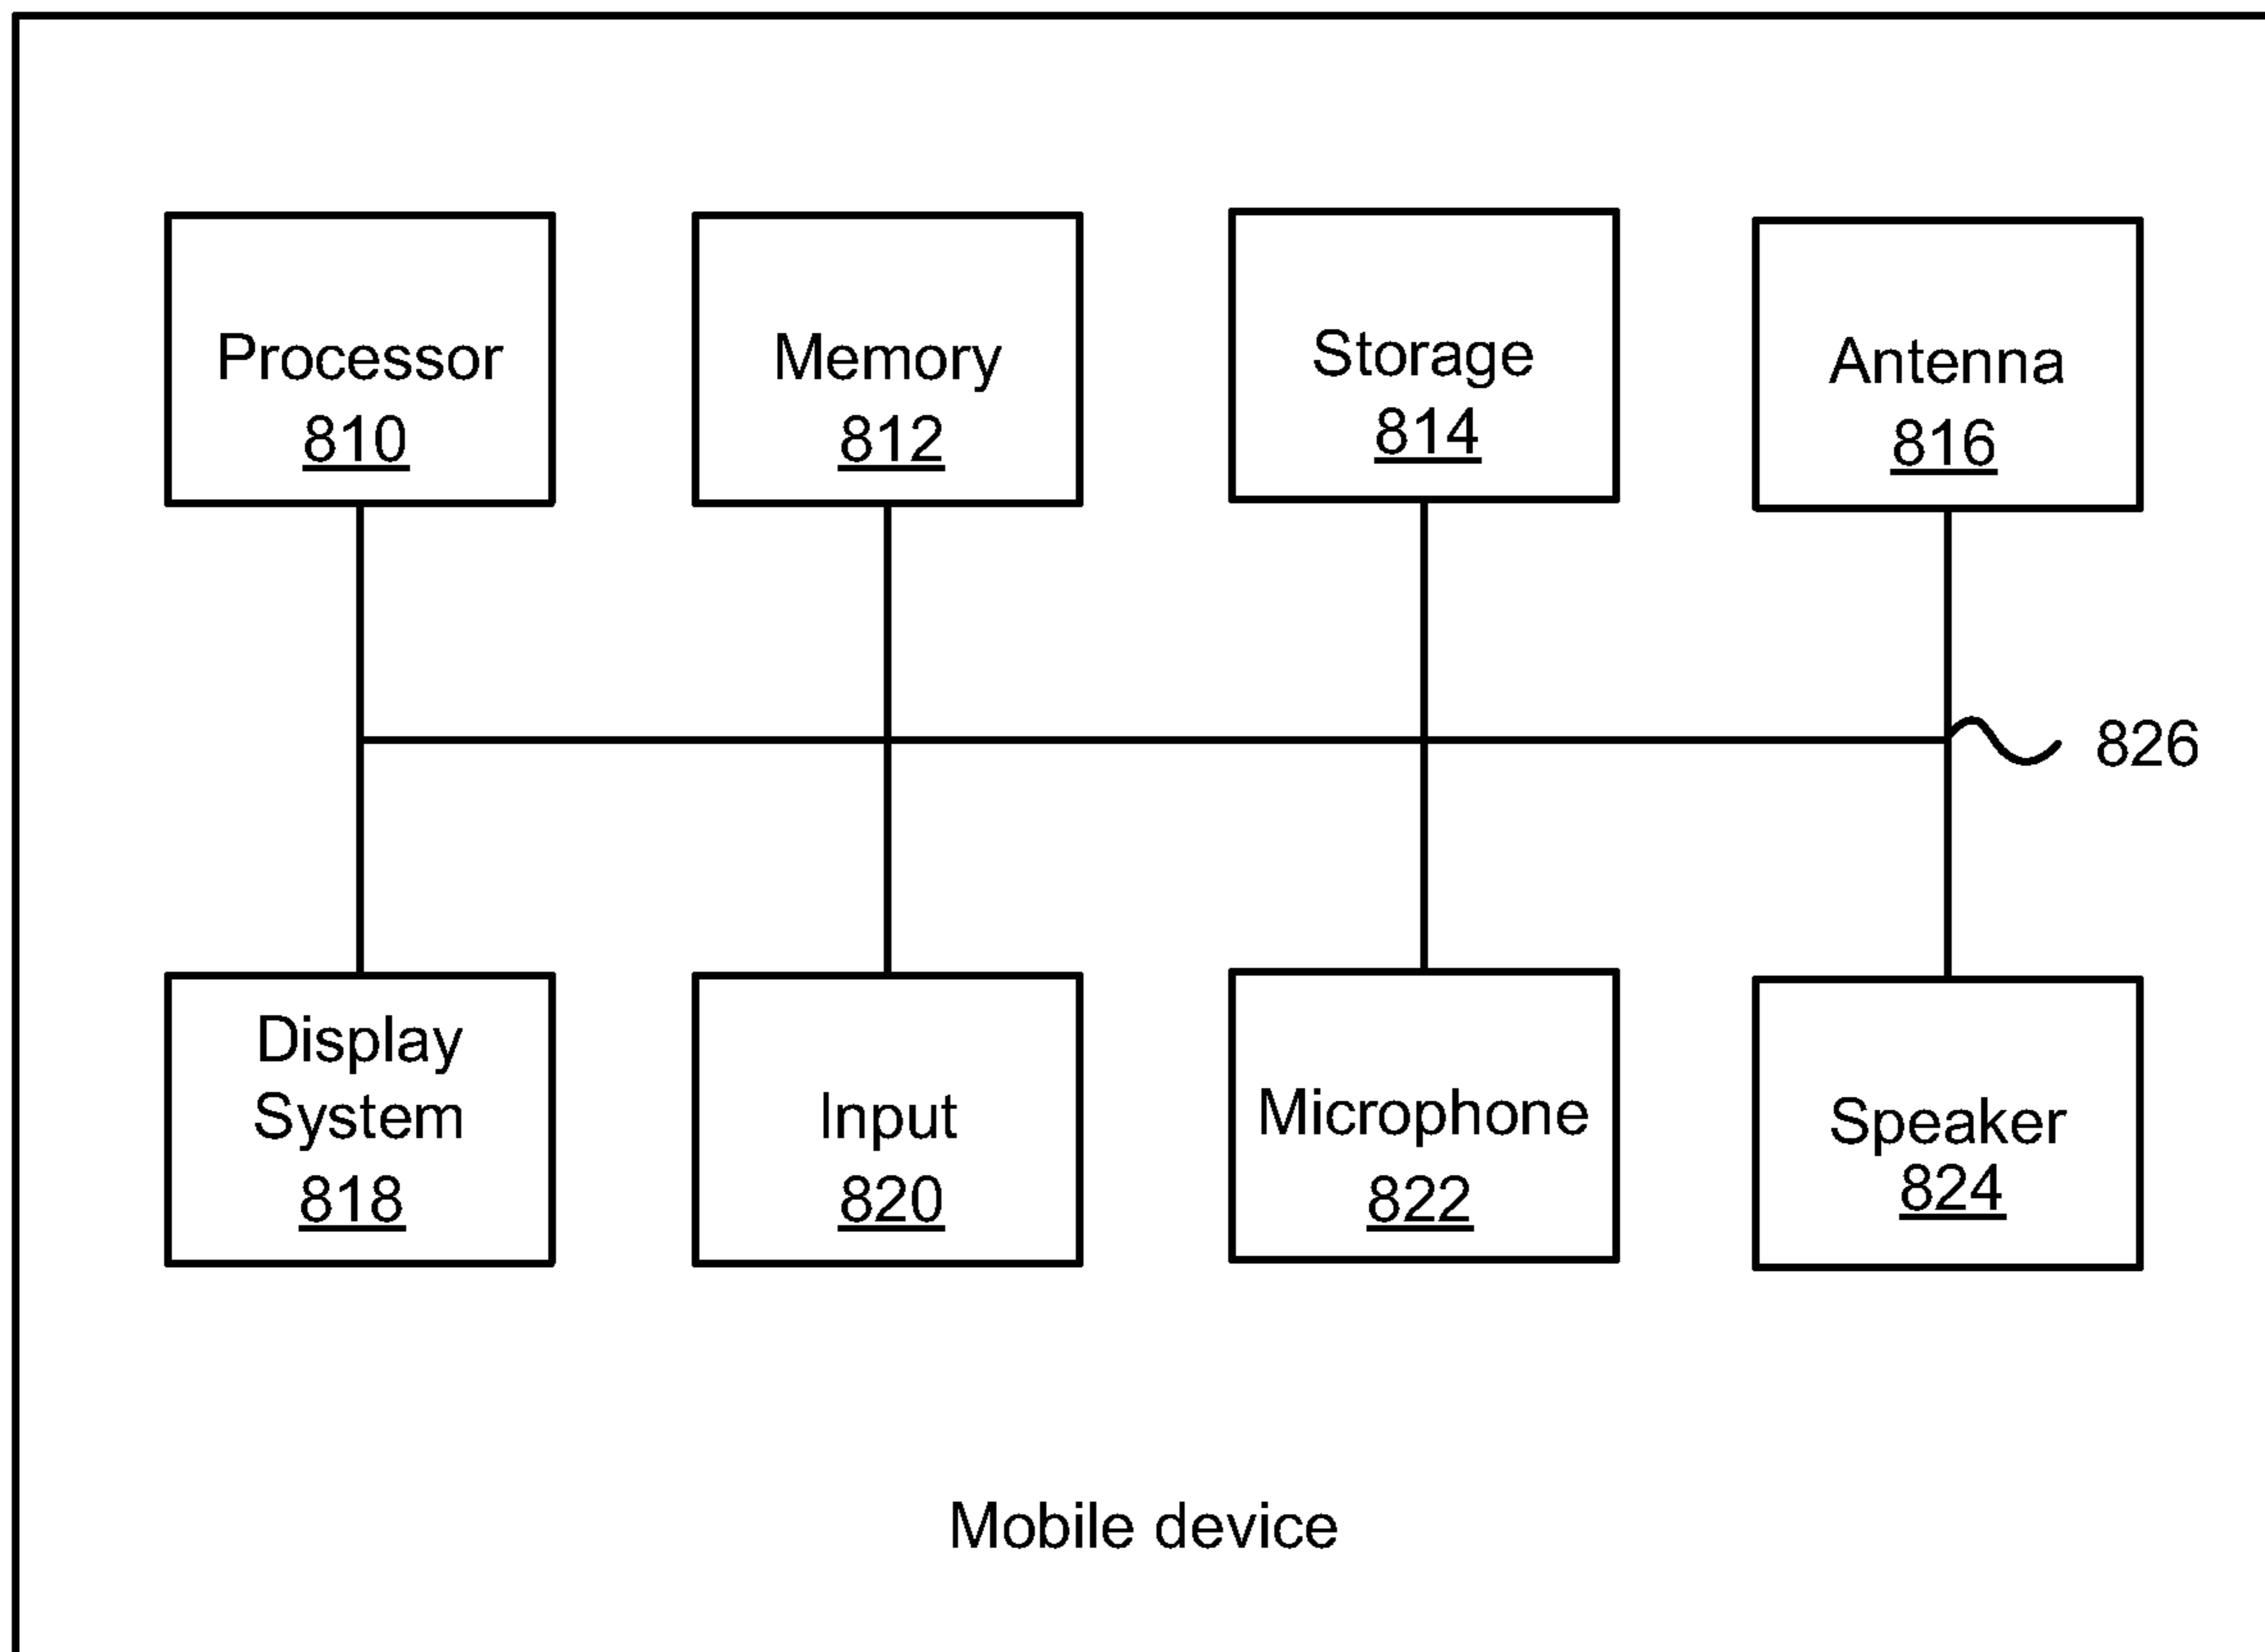 Processor
810
Memory
812
Storage
814
Antenna
816
826
Display
System
818
Input
820
Microphone
822
Speaker
824
Mobile device